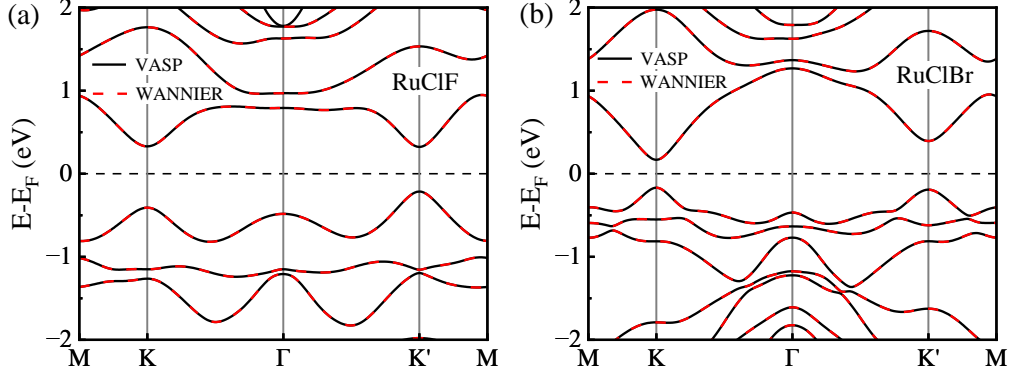 (a)
2
1
0
−1
−2
E-E_F (eV)
VASP
WANNIER
RuClF
M K Γ K' M
(b)
2
1
0
−1
−2
E-E_F (eV)
VASP
WANNIER
RuClBr
M K Γ K' M